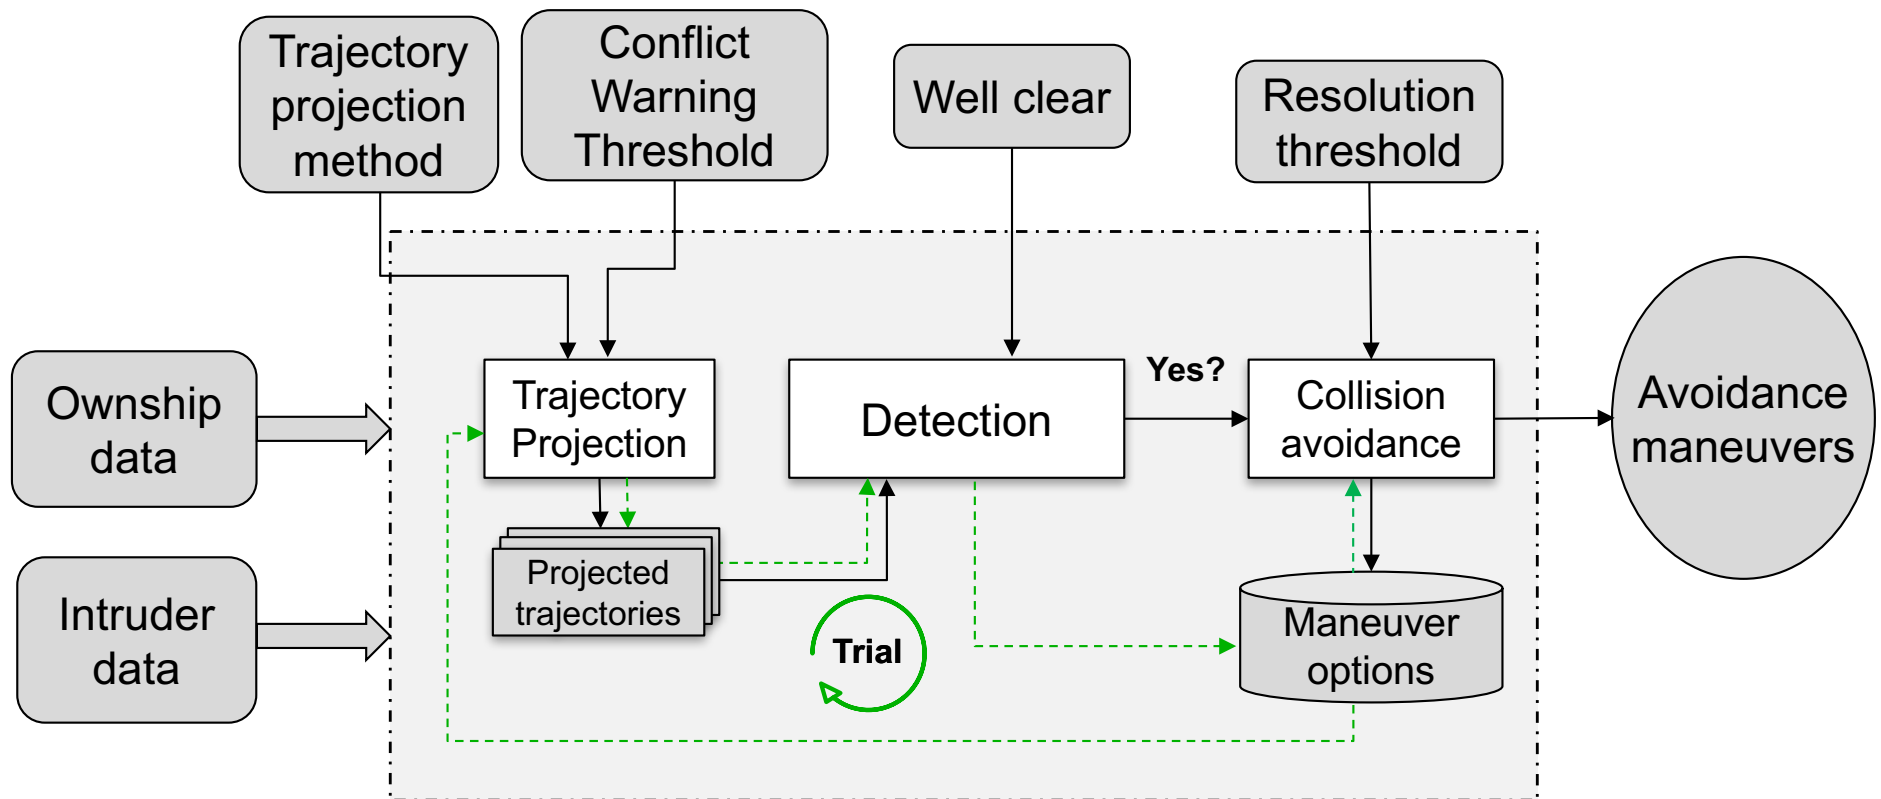 Trajectory
projection
method
Conflict
Warning
Threshold
Well clear
Resolution
threshold
Ownship
data
Intruder
data
Trajectory
Projection
Detection
Yes?
Collision
avoidance
Avoidance
maneuvers
Projected
trajectories
Trial
Maneuver
options